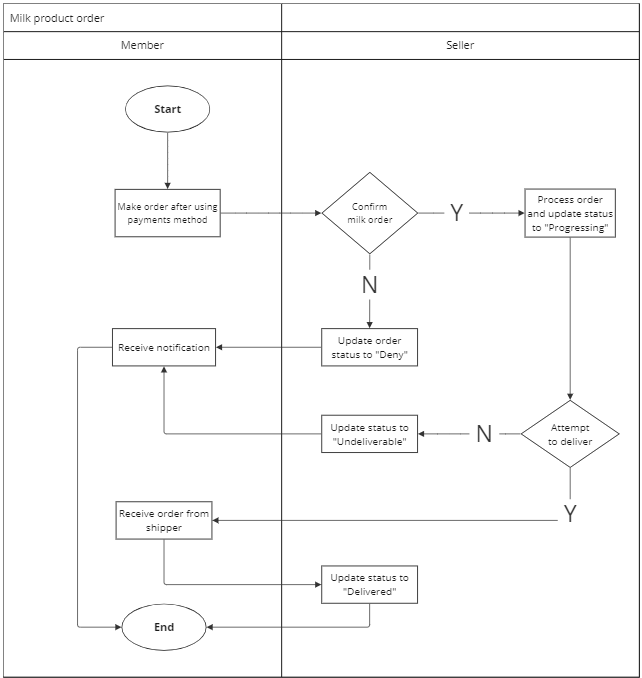 Milk product order
Member
Seller
Start
Make order after using
payments method
Confirm
milk order
Y
Process order
and update status
to "Progressing"
N
Receive notification
Update order
status to "Deny"
Update status to
"Undeliverable"
N
Attempt
to deliver
Receive order from
shipper
Y
Update status to
"Delivered"
End